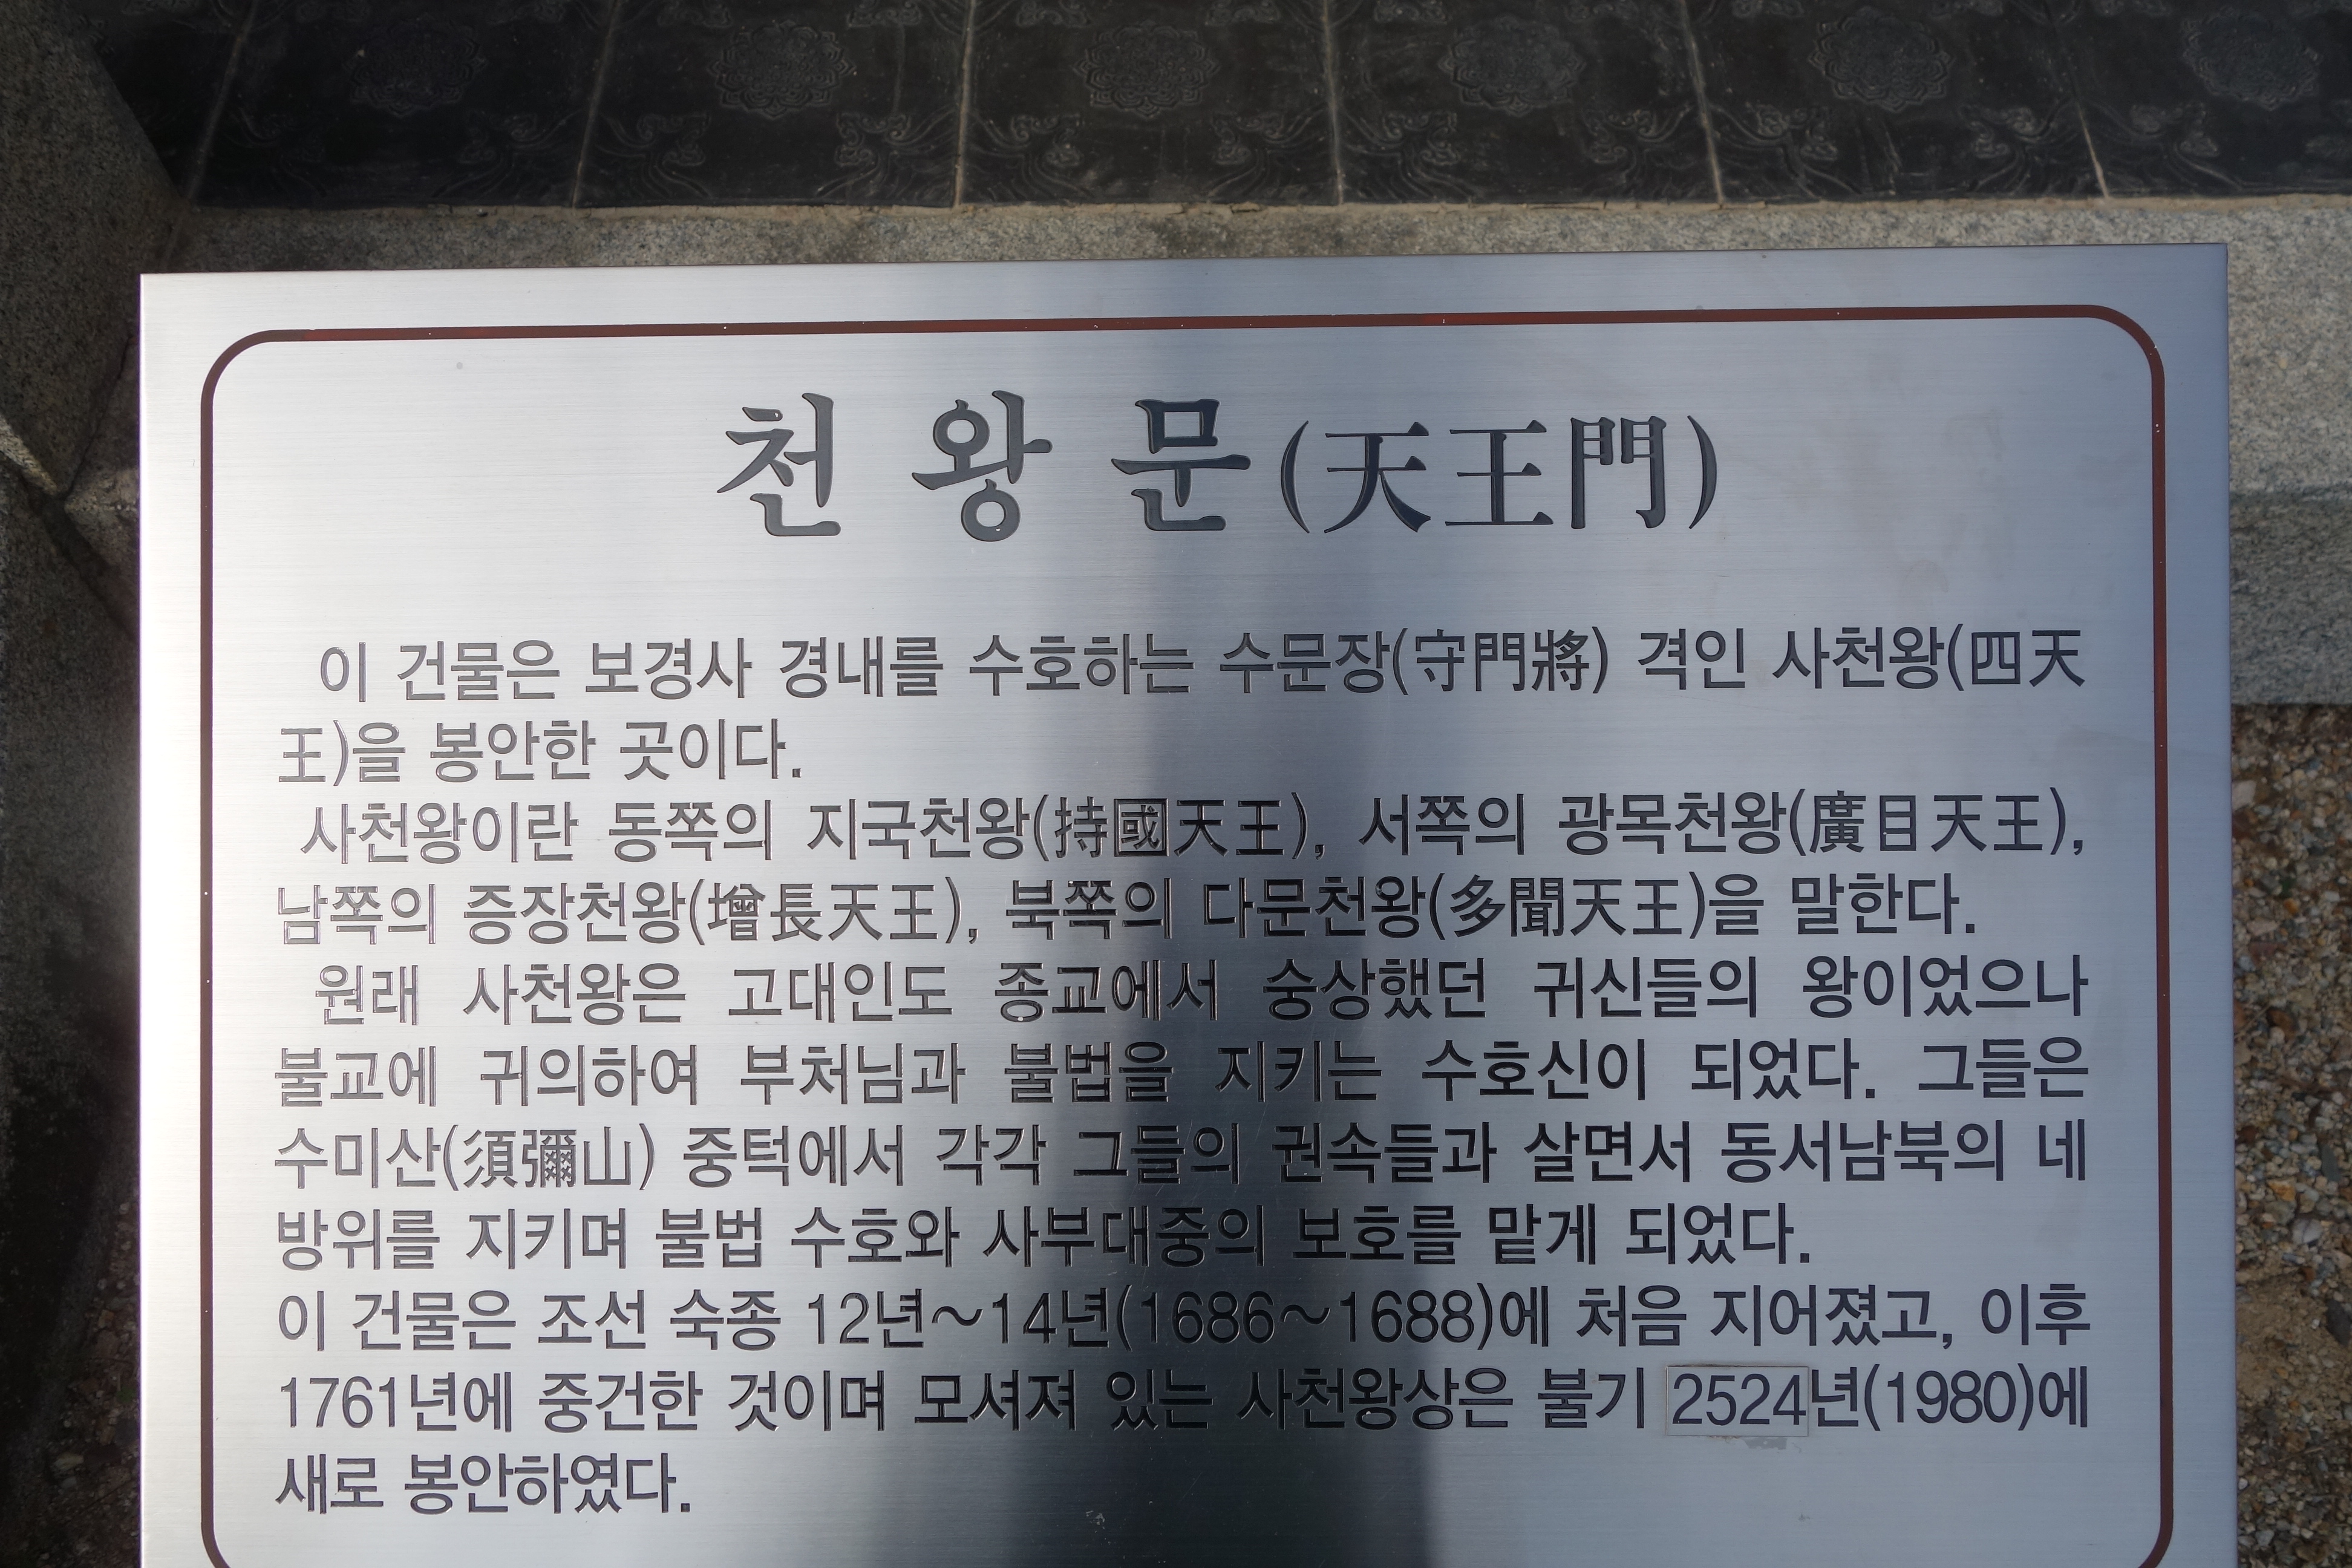 천 왕 문(天王門)
이 건물은 보경사 경내를 수호하는 수문장(守門將) 격인 사천왕(四天
王)을 봉안한 곳이다.
사천왕이란 동쪽의 지국천왕(持國天王), 서쪽의 광목천왕(廣目天王),
남쪽의 증장천왕(增長天王), 북쪽의 다문천왕(多聞天王)을 말한다.
원래 사천왕은 고대인도 종교에서 숭상했던 귀신들의 왕이었으나
불교에 귀의하여 부처님과 불법을 지키는 수호신이 되었다. 그들은
수미산(須彌山) 중턱에서 각각 그들의 권속들과 살면서 동서남북의 네
방위를 지키며 불법 수호와 사부대중의 보호를 맡게 되었다.
이 건물은 조선 숙종 12년~14년(1686~1688)에 처음 지어졌고, 이후
1761년에 중건한 것이며 모셔져 있는 사천왕상은 불기 2524년(1980)에
새로 봉안하였다.